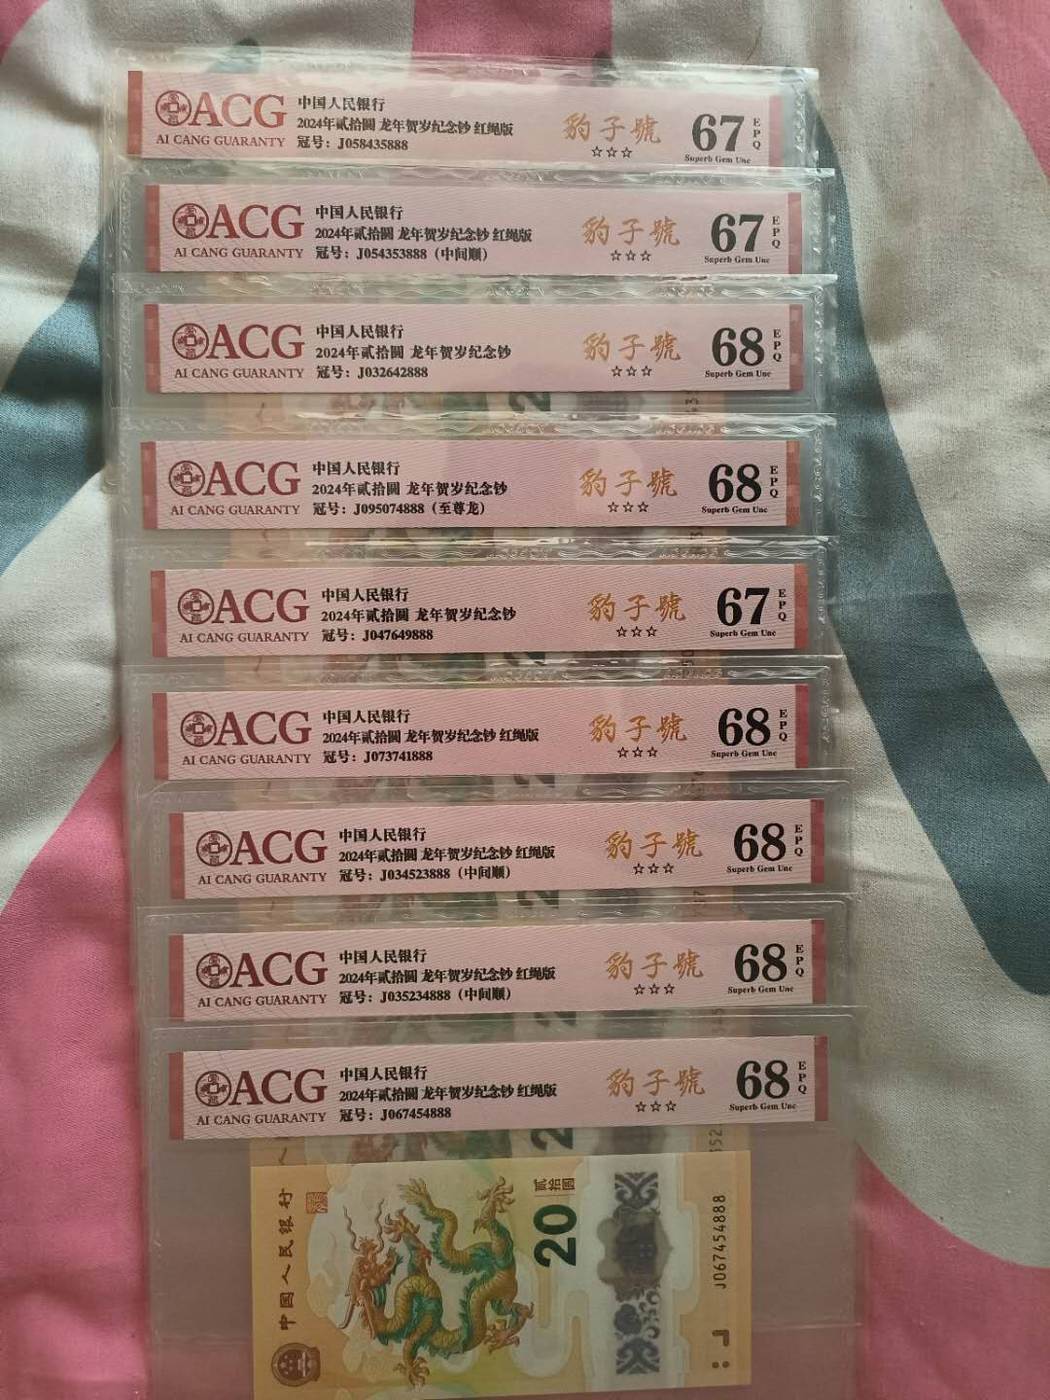 ACG
AI CANG GUARANTY
中国人民银行
2024年贰拾圆 龙年贺岁纪念钞 红绳版
冠号：J058435888
豹子號
☆☆☆
67
EPQ
Superb Gem Unc
ACG
AI CANG GUARANTY
中国人民银行
2024年贰拾圆 龙年贺岁纪念钞 红绳版
冠号：J054353888（中间顺）
豹子號
☆☆☆
67
EPQ
Superb Gem Unc
ACG
AI CANG GUARANTY
中国人民银行
2024年贰拾圆 龙年贺岁纪念钞
冠号：J032642888
豹子號
☆☆☆
68
EPQ
Superb Gem Unc
ACG
AI CANG GUARANTY
中国人民银行
2024年贰拾圆 龙年贺岁纪念钞
冠号：J095074888（至尊龙）
豹子號
☆☆☆
68
EPQ
Superb Gem Unc
ACG
AI CANG GUARANTY
中国人民银行
2024年贰拾圆 龙年贺岁纪念钞
冠号：J047649888
豹子號
☆☆☆
67
EPQ
Superb Gem Unc
ACG
AI CANG GUARANTY
中国人民银行
2024年贰拾圆 龙年贺岁纪念钞 红绳版
冠号：J073741888
豹子號
☆☆☆
68
EPQ
Superb Gem Unc
ACG
AI CANG GUARANTY
中国人民银行
2024年贰拾圆 龙年贺岁纪念钞 红绳版
冠号：J034523888（中间顺）
豹子號
☆☆☆
68
EPQ
Superb Gem Unc
ACG
AI CANG GUARANTY
中国人民银行
2024年贰拾圆 龙年贺岁纪念钞 红绳版
冠号：J035234888（中间顺）
豹子號
☆☆☆
68
EPQ
Superb Gem Unc
ACG
AI CANG GUARANTY
中国人民银行
2024年贰拾圆 龙年贺岁纪念钞 红绳版
冠号：J067454888
豹子號
☆☆☆
68
EPQ
Superb Gem Unc
中国人民银行
20
贰拾圆
J067454888